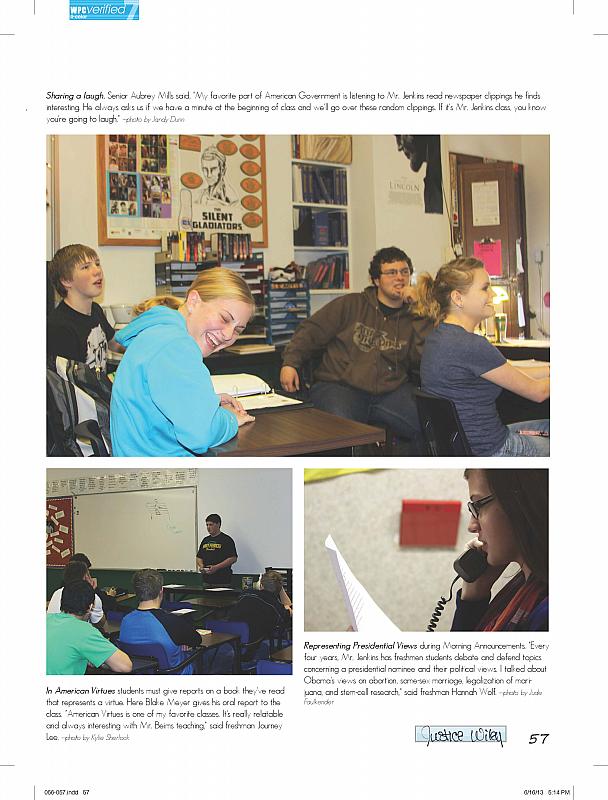 WPC verified 7
4-color
Sharing a laugh. Senior Aubrey Mills said, "My favorite part of American Government is listening to Mr. Jenkins read newspaper clippings he finds
interesting. He always asks us if we have a minute at the beginning of class and we'll go over these random clippings. If it's Mr. Jenkins class, you know
you're going to laugh." -photo by Jandy Dunn
THE
SILENT
GLADIATORS
LINCOLN
In American Virtues students must give reports on a book they've read
that represents a virtue. Here Blake Meyer gives his oral report to the
class. "American Virtues is one of my favorite classes. It's really relatable
and always interesting with Mr. Beims teaching," said freshman Journey
Lee. -photo by Kylie Sherlock
Representing Presidential Views during Morning Announcements. "Every
four years, Mr. Jenkins has freshmen students debate and defend topics
concerning a presidential nominee and their political views. I talked about
Obama's views on abortion, same-sex marriage, legalization of mari-
juana, and stem-cell research," said freshman Hannah Wolf. -photo by Jade
Faulkender
Justice Wiley
57
056-057.indd 57
6/16/13 5:14 PM